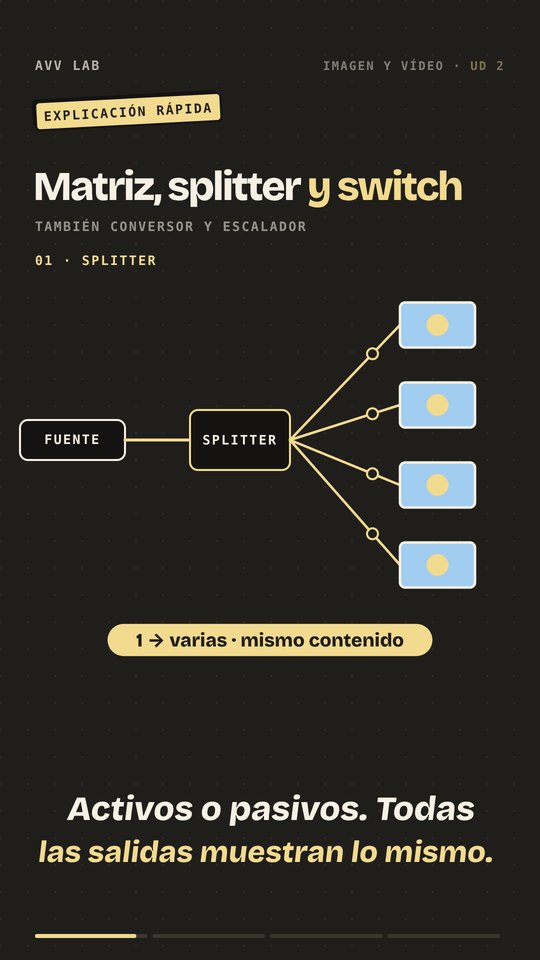 AVV LAB
IMAGEN Y VÍDEO · UD 2
EXPLICACIÓN RÁPIDA
Matriz, splitter y switch
TAMBIÉN CONVERSOR Y ESCALADOR
01 · SPLITTER
FUENTE
SPLITTER
1 → varias · mismo contenido
Activos o pasivos. Todas
las salidas muestran lo mismo.